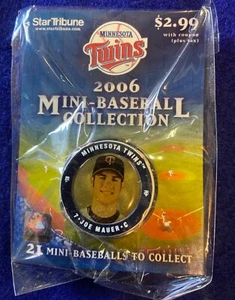 StarTribune
www.startribune.com
MINNESOTA
Twins
$2.99
with coupon
(plus tax)
2006
MINI-BASEBALL
COLLECTION
MINNESOTA TWINS
7·JOE MAUER·C
21 MINI-BASEBALLS TO COLLECT